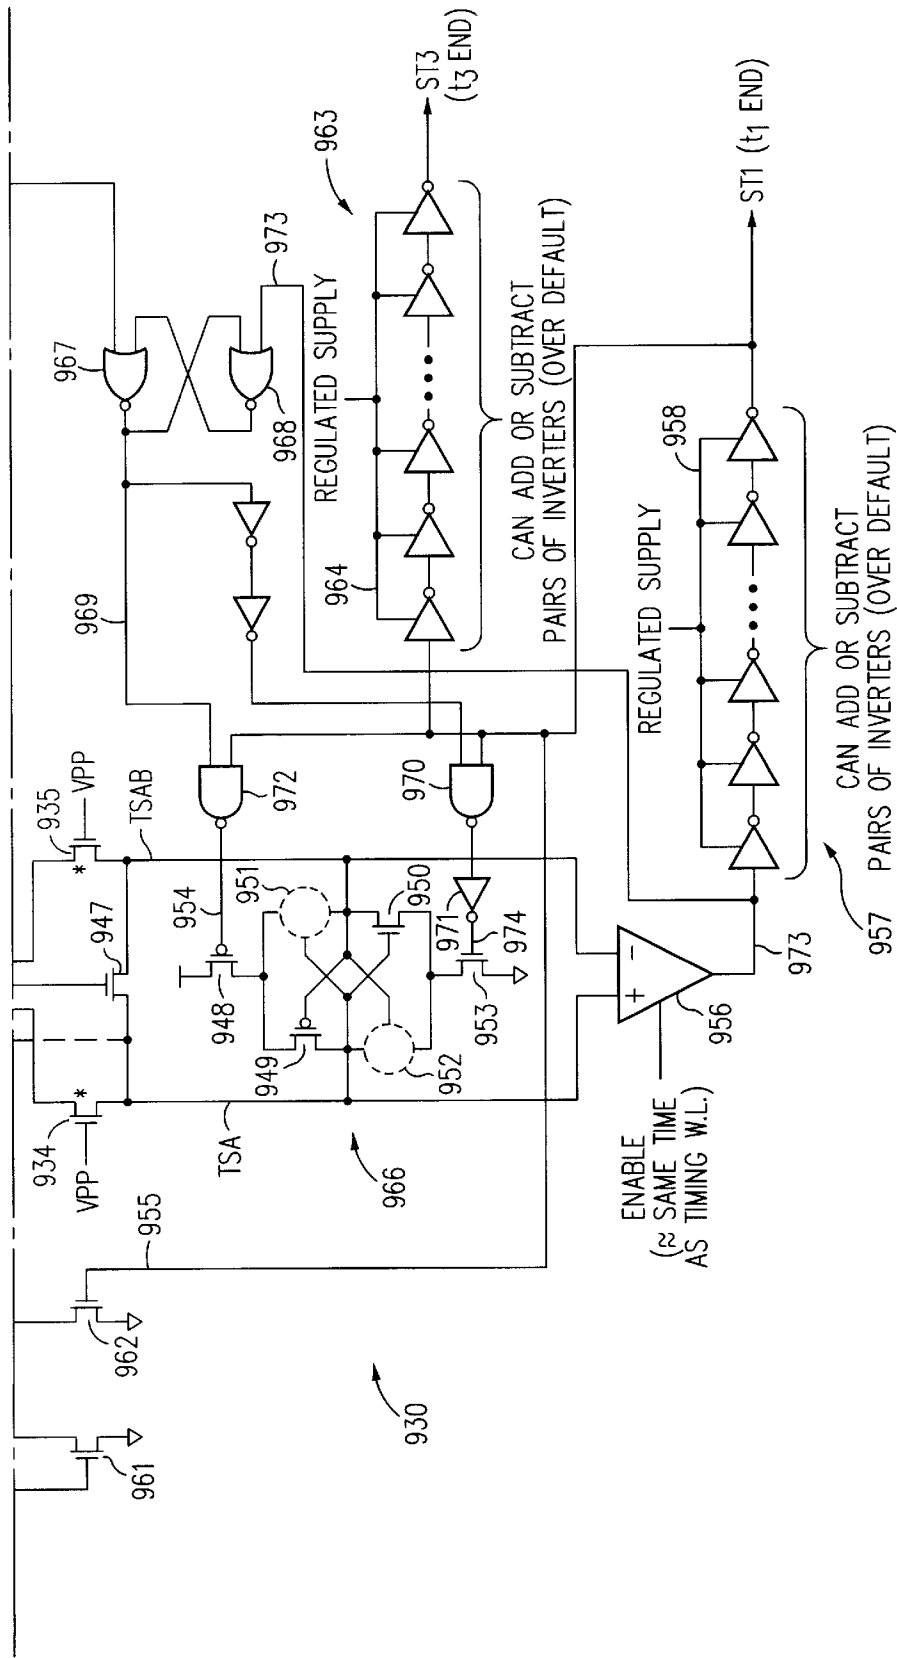 961
962
955
930
934
*
VPP
947
*
935
VPP
TSA
TSAB
966
948
954
949
951
952
950
953
974
971
972
970
969
967
968
973
963
REGULATED SUPPLY
964
ST3
(t3 END)
CAN ADD OR SUBTRACT
PAIRS OF INVERTERS (OVER DEFAULT)
ENABLE
(≈ SAME TIME
AS TIMING W.L.)
+
−
956
973
957
REGULATED SUPPLY
958
ST1 (t1 END)
CAN ADD OR SUBTRACT
PAIRS OF INVERTERS (OVER DEFAULT)